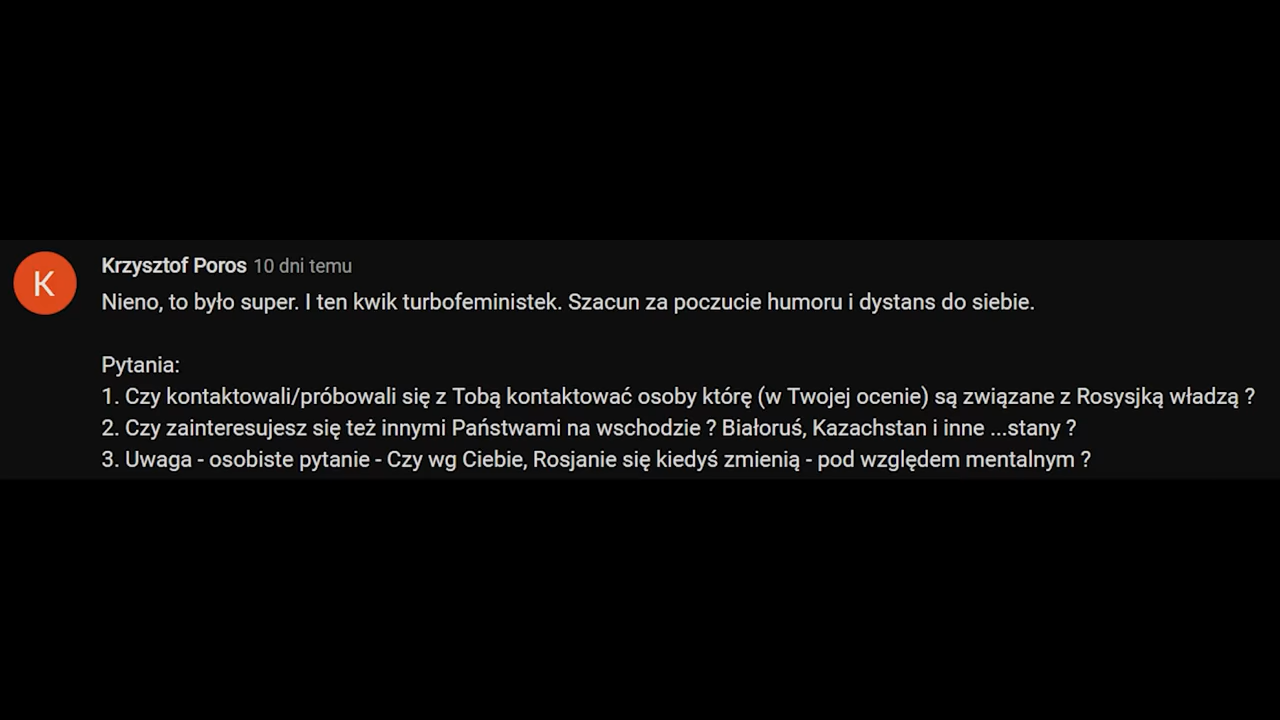 K
Krzysztof Poros 10 dni temu
Nieno, to było super. I ten kwik turbofeministek. Szacun za poczucie humoru i dystans do siebie.
Pytania:
1. Czy kontaktowali/próbowali się z Tobą kontaktować osoby którę (w Twojej ocenie) są związane z Rosysjką władzą ?
2. Czy zainteresujesz się też innymi Państwami na wschodzie ? Białoruś, Kazachstan i inne ...stany ?
3. Uwaga - osobiste pytanie - Czy wg Ciebie, Rosjanie się kiedyś zmienią - pod względem mentalnym ?